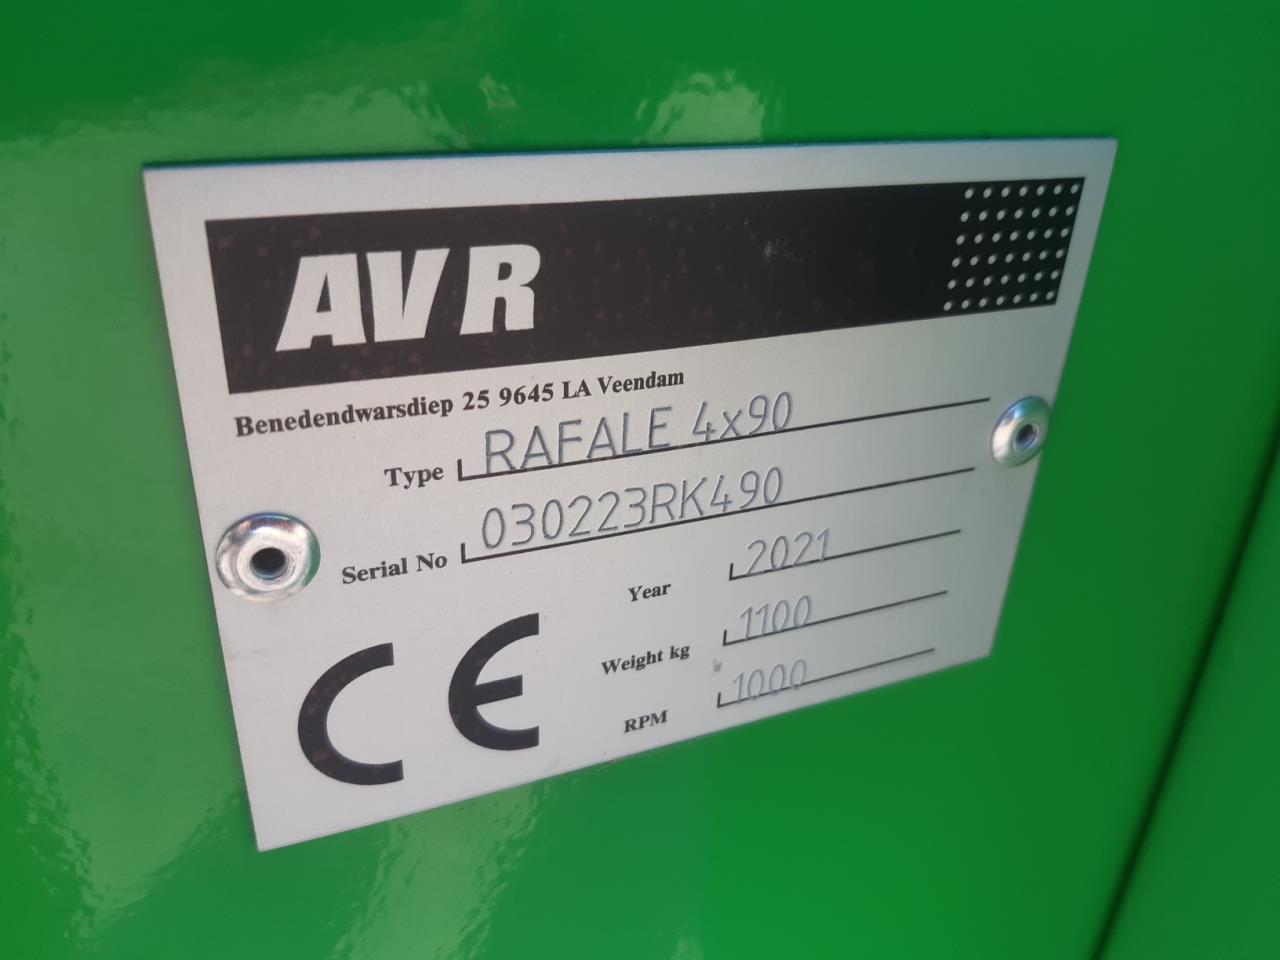 AVR
Benedendwarsdiep 25 9645 LA Veendam
Type RAFALE 4x90
Serial No 030223RK490
Year 2021
Weight kg 1100
RPM 1000
CE